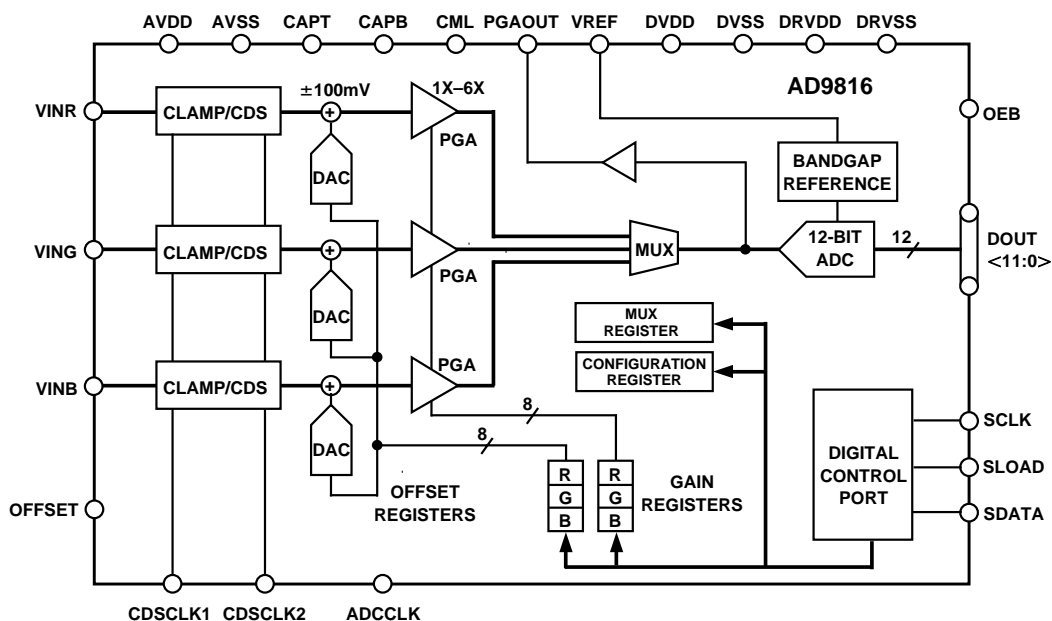 AVDD AVSS CAPT CAPB CML PGAOUT VREF DVDD DVSS DRVDD DRVSS
AD9816
VINR
CLAMP/CDS
±100mV
+
DAC
1X–6X
PGA
BANDGAP
REFERENCE
OEB
VING
CLAMP/CDS
+
DAC
PGA
MUX
12-BIT
ADC
12
DOUT
<11:0>
MUX
REGISTER
CONFIGURATION
REGISTER
VINB
CLAMP/CDS
+
DAC
PGA
8
8
OFFSET
REGISTERS
R
G
B
R
G
B
GAIN
REGISTERS
DIGITAL
CONTROL
PORT
SCLK
SLOAD
SDATA
OFFSET
CDSCLK1 CDSCLK2 ADCCLK